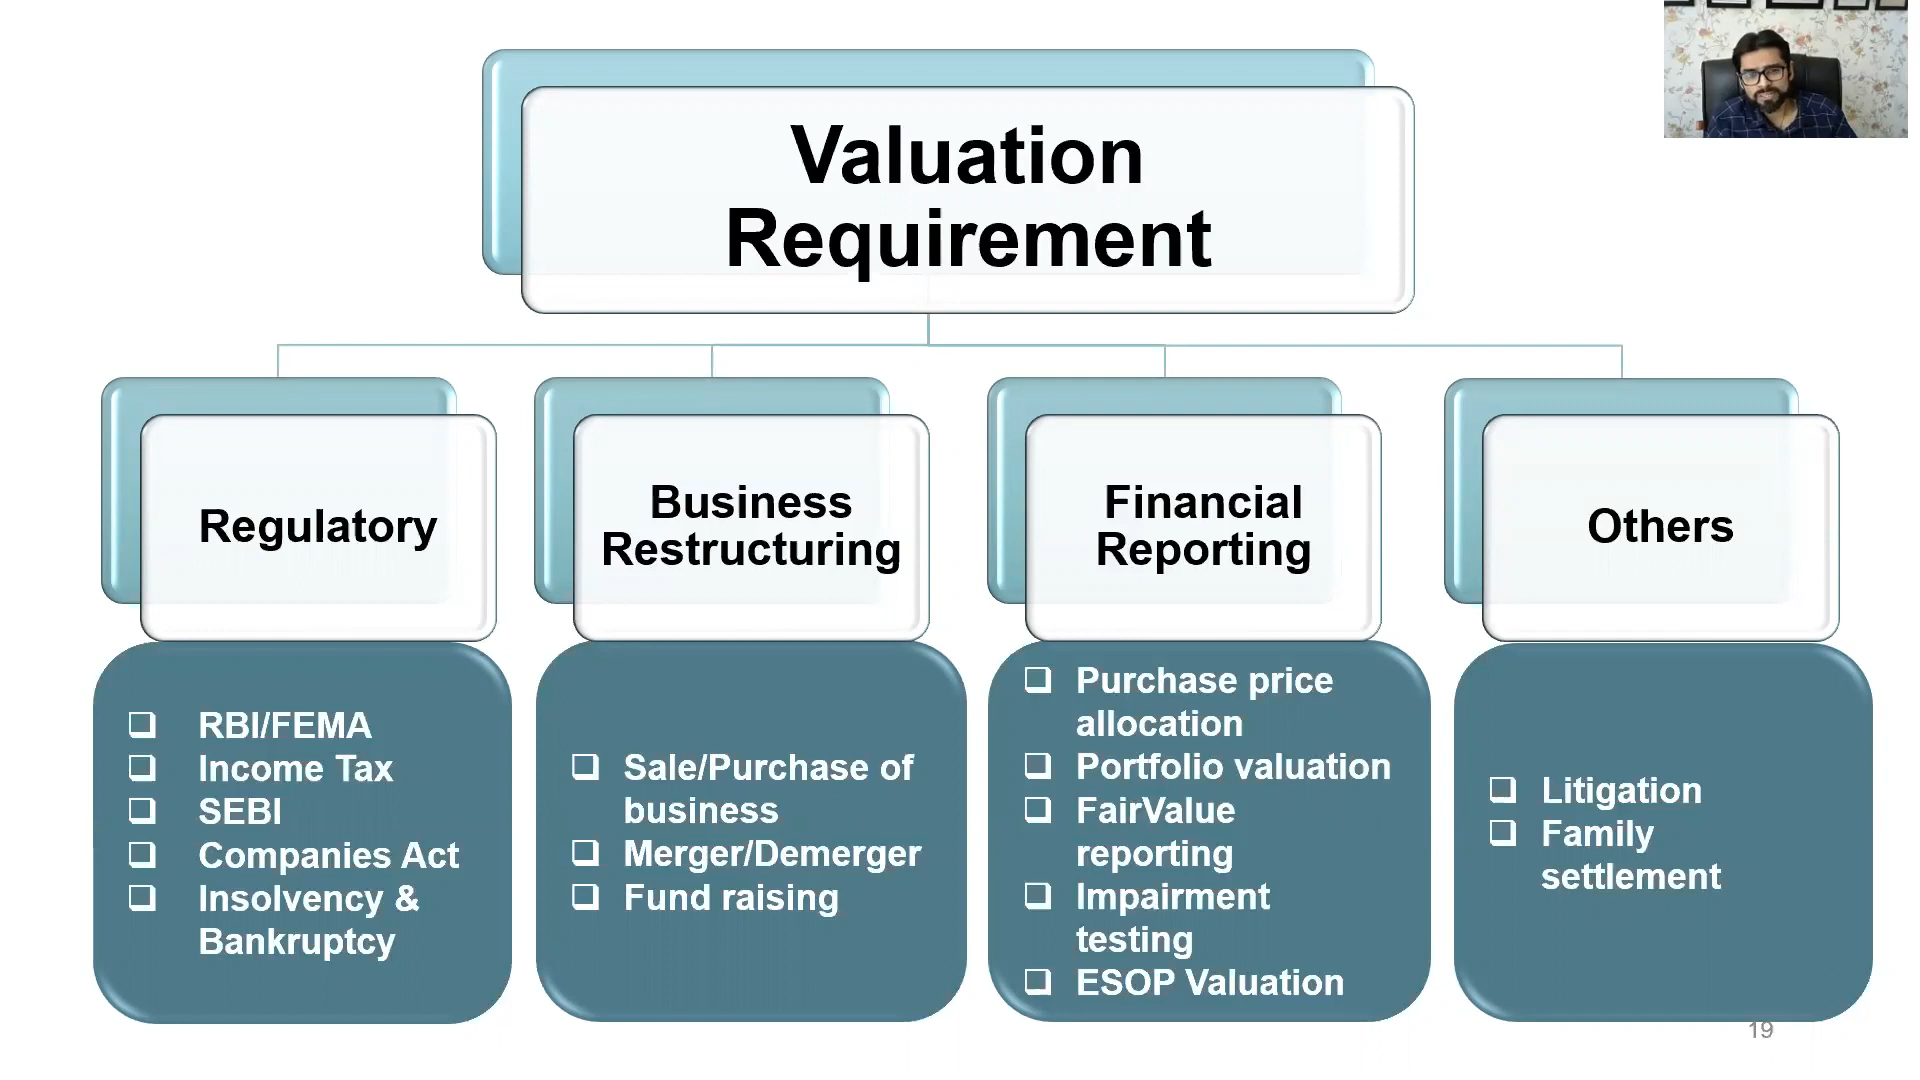 Valuation
Requirement
Regulatory
Business
Restructuring
Financial
Reporting
Others
❑ RBI/FEMA
❑ Income Tax
❑ SEBI
❑ Companies Act
❑ Insolvency &
Bankruptcy
❑ Sale/Purchase of
business
❑ Merger/Demerger
❑ Fund raising
❑ Purchase price
allocation
❑ Portfolio valuation
❑ FairValue
reporting
❑ Impairment
testing
❑ ESOP Valuation
❑ Litigation
❑ Family
settlement
19